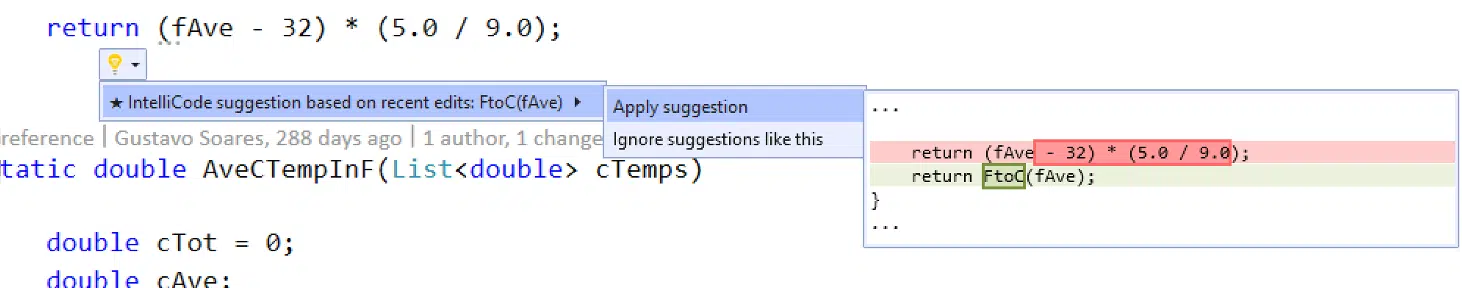 return (fAve - 32) * (5.0 / 9.0);
★ IntelliCode suggestion based on recent edits: FtoC(fAve)
Apply suggestion
Ignore suggestions like this
...
return (fAve - 32) * (5.0 / 9.0);
return FtoC(fAve);
}
...
reference | Gustavo Soares, 288 days ago | 1 author, 1 change
tatic double AveCTempInF(List<double> cTemps)
double cTot = 0;
double cAve;